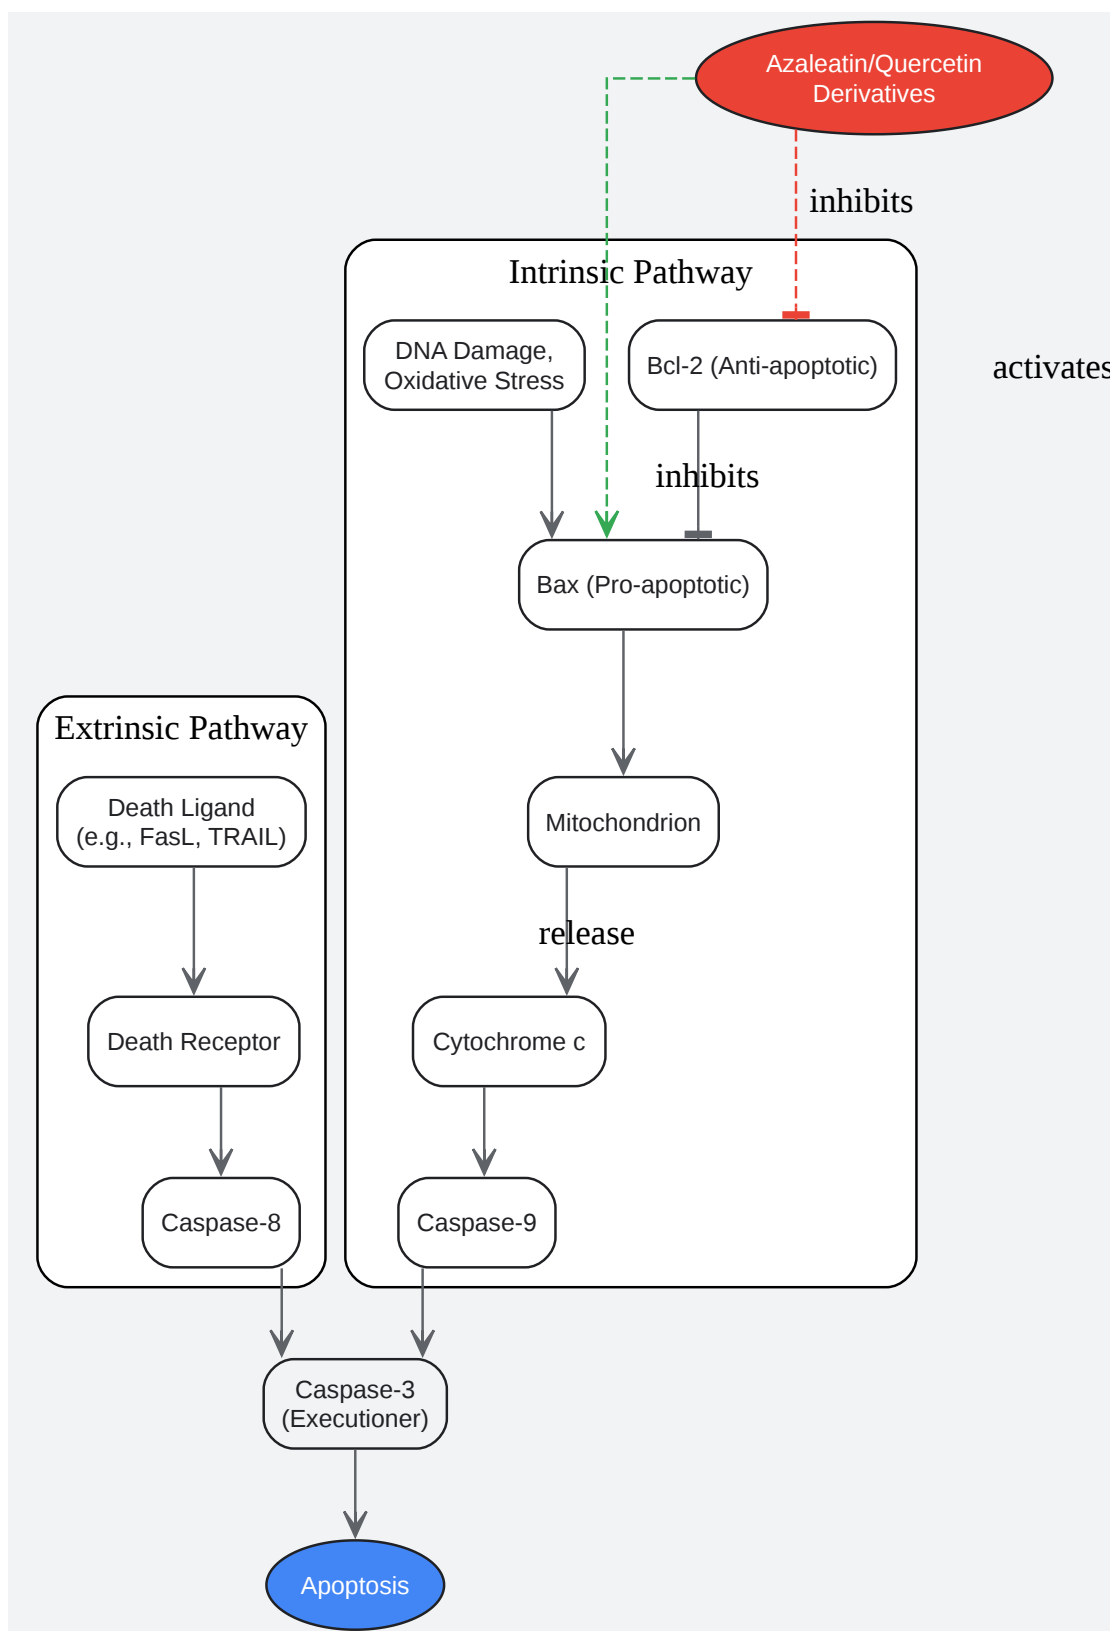 Azaleatin/Quercetin
Derivatives
inhibits
Intrinsic Pathway
DNA Damage,
Oxidative Stress
Bcl-2 (Anti-apoptotic)
activates
inhibits
Bax (Pro-apoptotic)
Extrinsic Pathway
Death Ligand
(e.g., FasL, TRAIL)
Mitochondrion
release
Death Receptor
Cytochrome c
Caspase-8
Caspase-9
Caspase-3
(Executioner)
Apoptosis